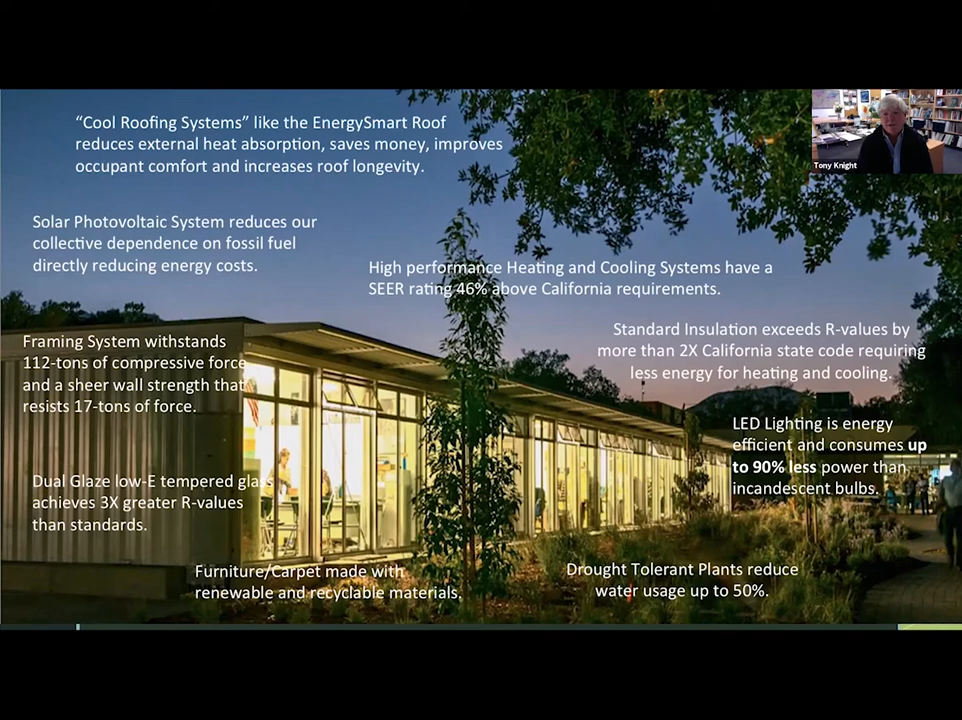 “Cool Roofing Systems” like the EnergySmart Roof
reduces external heat absorption, saves money, improves
occupant comfort and increases roof longevity.
Tony Knight
Solar Photovoltaic System reduces our
collective dependence on fossil fuel
directly reducing energy costs.
High performance Heating and Cooling Systems have a
SEER rating 46% above California requirements.
Standard Insulation exceeds R-values by
more than 2X California state code requiring
less energy for heating and cooling.
Framing System withstands
112-tons of compressive force
and a sheer wall strength that
resists 17-tons of force.
LED Lighting is energy
efficient and consumes up
to 90% less power than
incandescent bulbs.
Dual Glaze low-E tempered glass
achieves 3X greater R-values
than standards.
Furniture/Carpet made with
renewable and recyclable materials.
Drought Tolerant Plants reduce
water usage up to 50%.